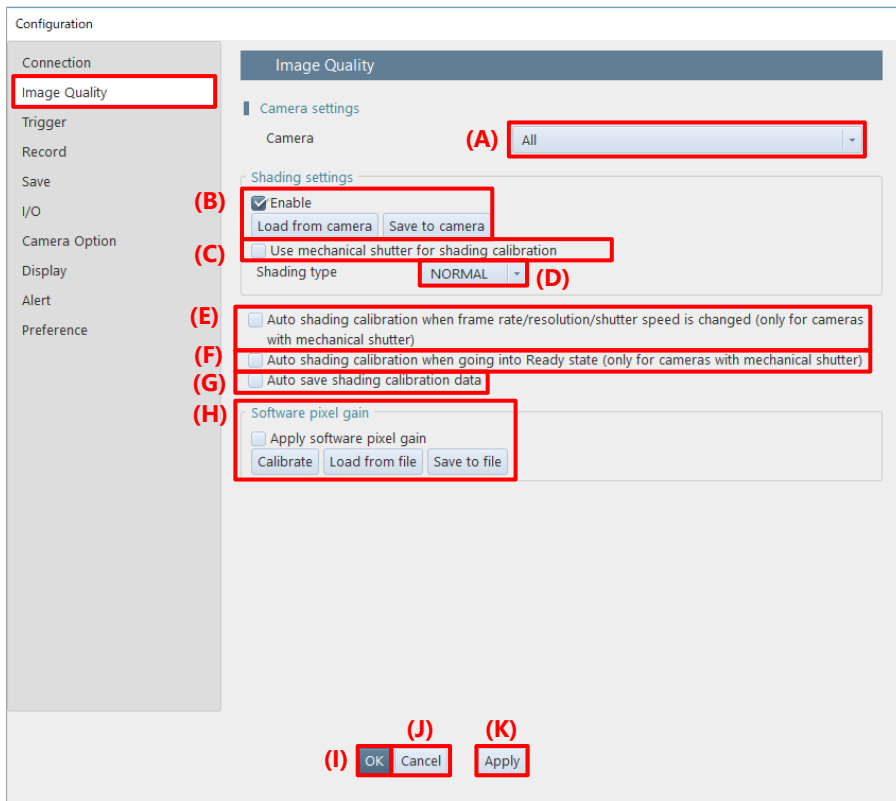 Configuration
Connection
Image Quality
Trigger
Record
Save
I/O
Camera Option
Display
Alert
Preference
Image Quality
Camera settings
Camera
(A)
All
Shading settings
(B)
Enable
Load from camera
Save to camera
(C)
Use mechanical shutter for shading calibration
Shading type
NORMAL
(D)
(E)
Auto shading calibration when frame rate/resolution/shutter speed is changed (only for cameras
with mechanical shutter)
(F)
Auto shading calibration when going into Ready state (only for cameras with mechanical shutter)
(G)
Auto save shading calibration data
(H)
Software pixel gain
Apply software pixel gain
Calibrate
Load from file
Save to file
(J)
(K)
(I)
OK
Cancel
Apply